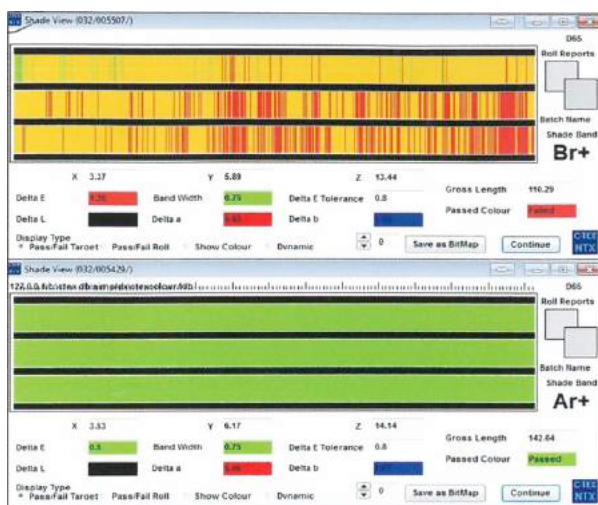 Shade View (032/005507/)
D65
Roll Reports
Batch Name
Shade Band
Br+
X 3.37 Y 5.89 Z 13.44
Gross Length 110.29
Delta E Band Width 0.75 Delta E Tolerance 0.8
Passed Colour Failed
Delta L Delta a Delta b
Display Type
Pass/Fail Target Pass/Fail Roll Show Colour Dynamic 0 Save as BitMap Continue
NTX
Shade View (032/005429/)
D65
Roll Reports
Batch Name
Shade Band
Ar+
X 3.53 Y 6.17 Z 14.14
Gross Length 142.64
Delta E 0.5 Band Width 0.75 Delta E Tolerance 0.8
Passed Colour Passed
Delta L Delta a Delta b
Display Type
Pass/Fail Target Pass/Fail Roll Show Colour Dynamic 0 Save as BitMap Continue
NTX